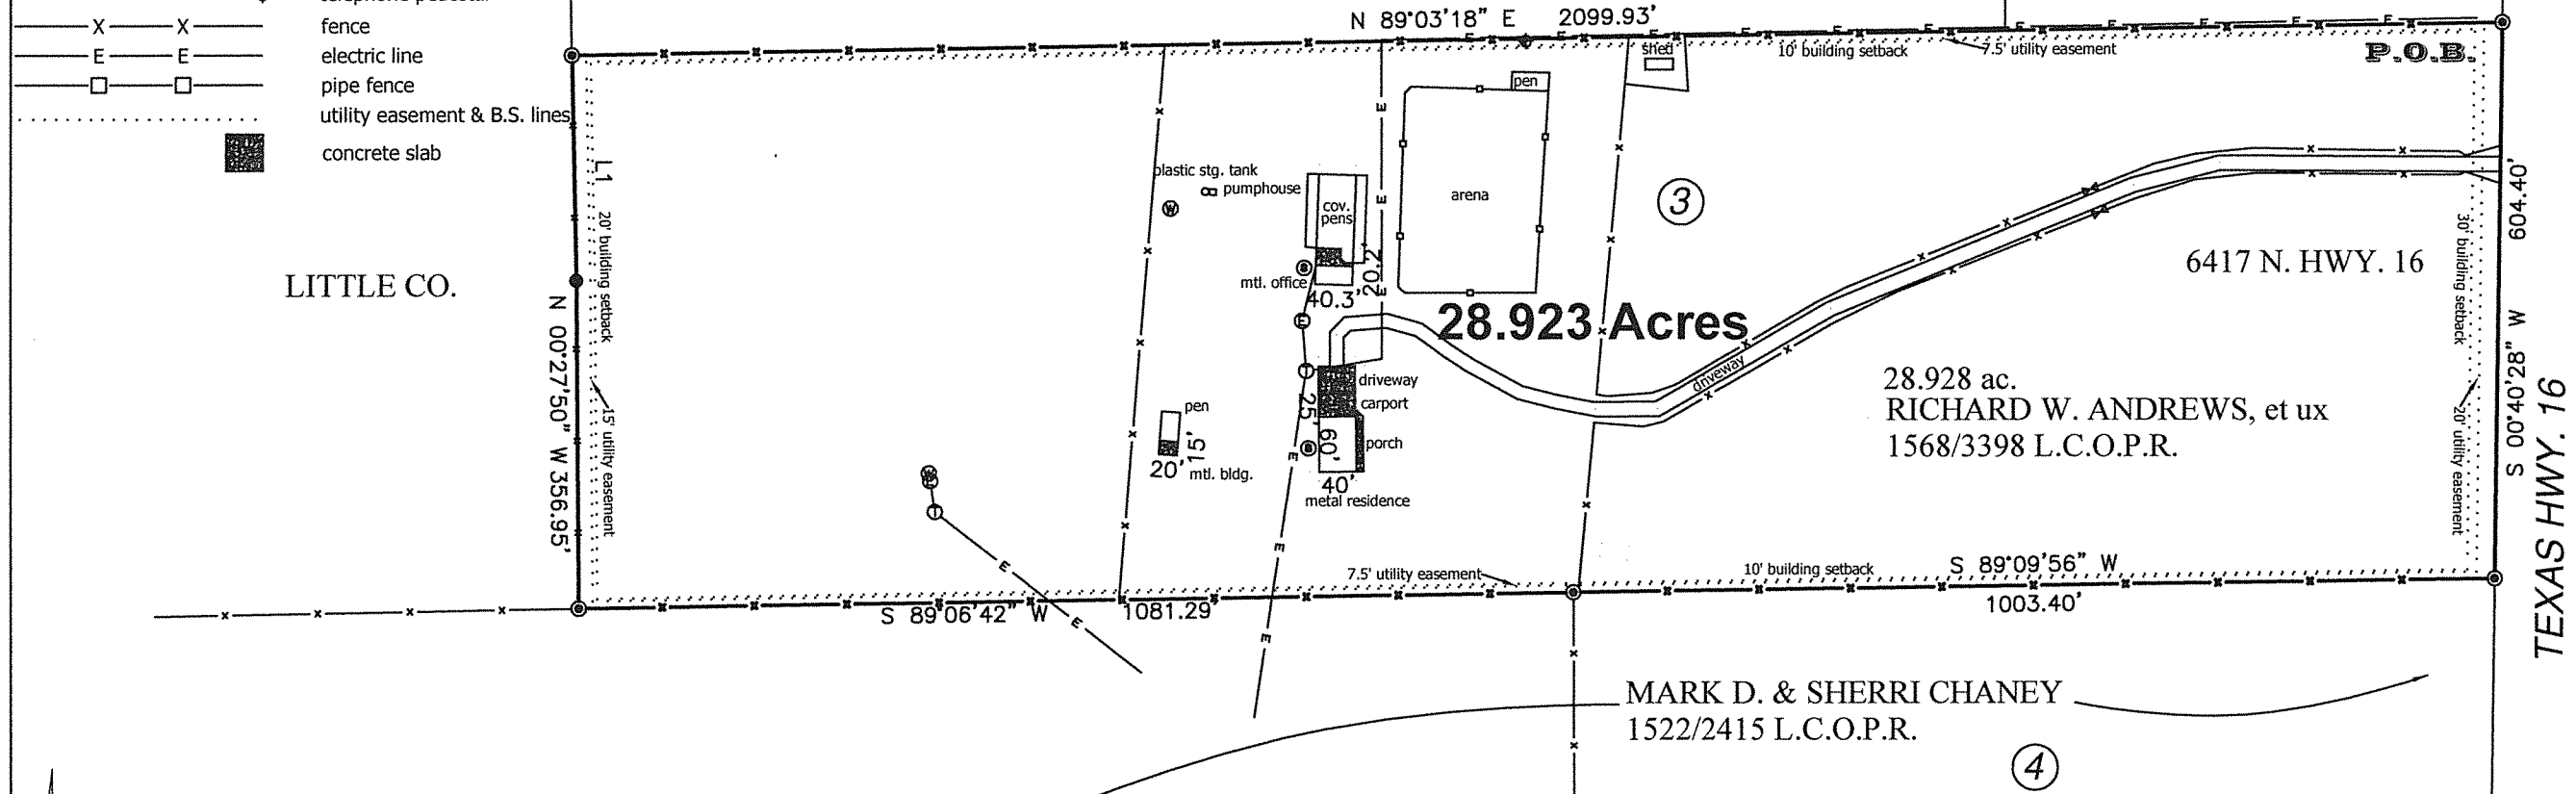 telephone pedestal
X X fence
E E electric line
pipe fence
utility easement & B.S. lines
concrete slab
N 89°03'18" E 2099.93'
10' building setback
7.5' utility easement
P.O.B.
shed
pen
arena
3
plastic stg. tank
pumphouse
W
cov. pens
mtl. office
40.3'
20.2'
L1
20' building setback
15' utility easement
LITTLE CO.
N 00°27'50" W 356.95'
28.923 Acres
6417 N. HWY. 16
30' building setback
20' utility easement
S 00°40'28" W 604.40'
TEXAS HWY. 16
28.928 ac.
RICHARD W. ANDREWS, et ux
1568/3398 L.C.O.P.R.
driveway
driveway
carport
porch
25'
60'
40'
metal residence
pen
15'
20'
mtl. bldg.
T
7.5' utility easement
10' building setback
S 89°09'56" W
1003.40'
S 89°06'42" W 1081.29'
MARK D. & SHERRI CHANEY
1522/2415 L.C.O.P.R.
4